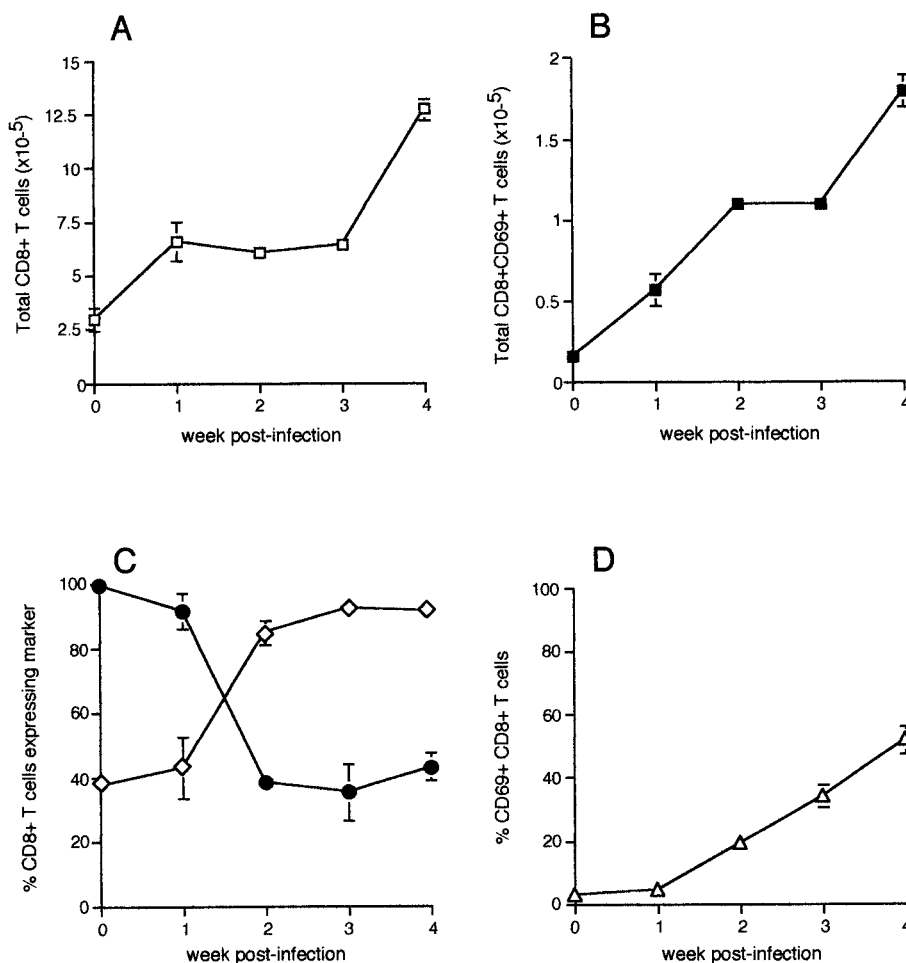 A
Total CD8+ T cells (x10-5)
15
12.5
10
7.5
5
2.5
0
0 1 2 3 4
week post-infection
B
Total CD8+CD69+ T cells (x10-5)
2
1.5
1
0.5
0
0 1 2 3 4
week post-infection
C
% CD8+ T cells expressing marker
100
80
60
40
20
0
0 1 2 3 4
week post-infection
D
% CD69+ CD8+ T cells
100
80
60
40
20
0
0 1 2 3 4
week post-infection